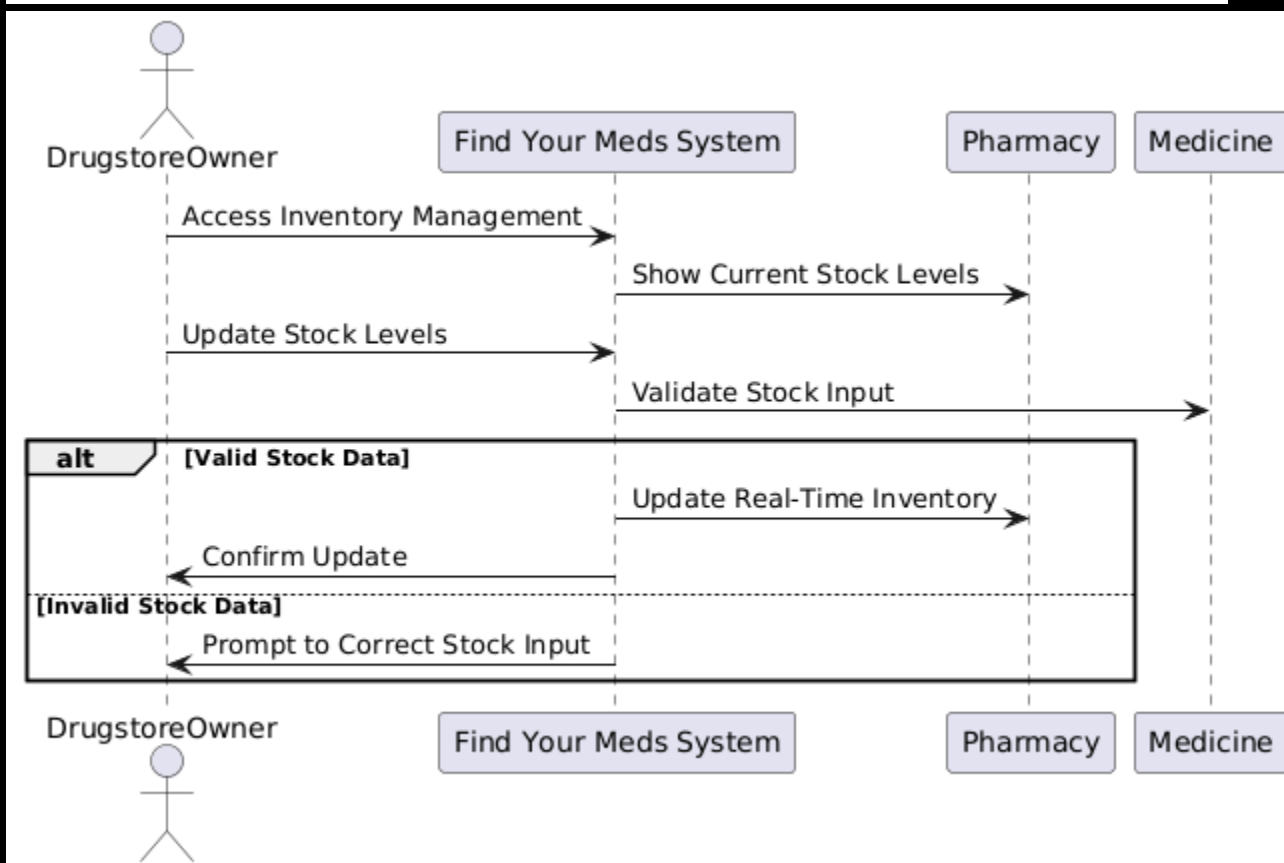 DrugstoreOwner
Find Your Meds System
Pharmacy
Medicine
Access Inventory Management
Show Current Stock Levels
Update Stock Levels
Validate Stock Input
alt
[Valid Stock Data]
Update Real-Time Inventory
Confirm Update
[Invalid Stock Data]
Prompt to Correct Stock Input
DrugstoreOwner
Find Your Meds System
Pharmacy
Medicine